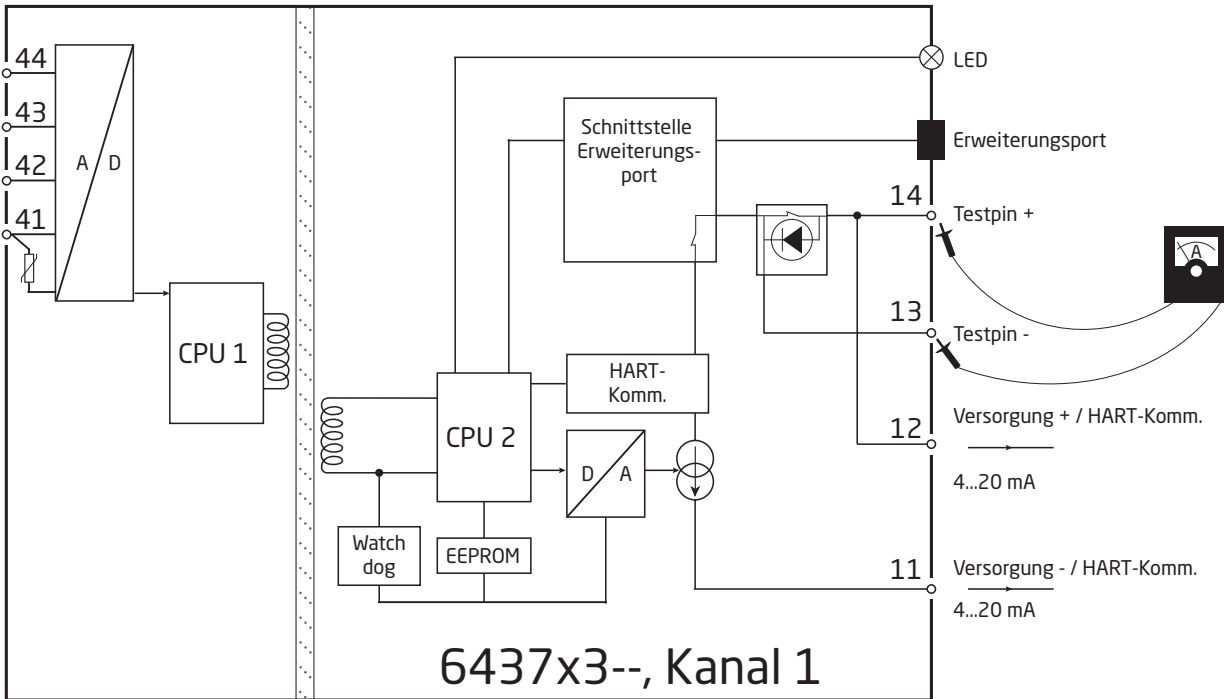 44
43
42
41
A / D
CPU 1
LED
Schnittstelle
Erweiterungs-
port
Erweiterungsport
14
Testpin +
A
13
Testpin -
HART-
Komm.
CPU 2
D / A
Watch
dog
EEPROM
Versorgung + / HART-Komm.
12
4...20 mA
11
Versorgung - / HART-Komm.
4...20 mA
6437x3--, Kanal 1